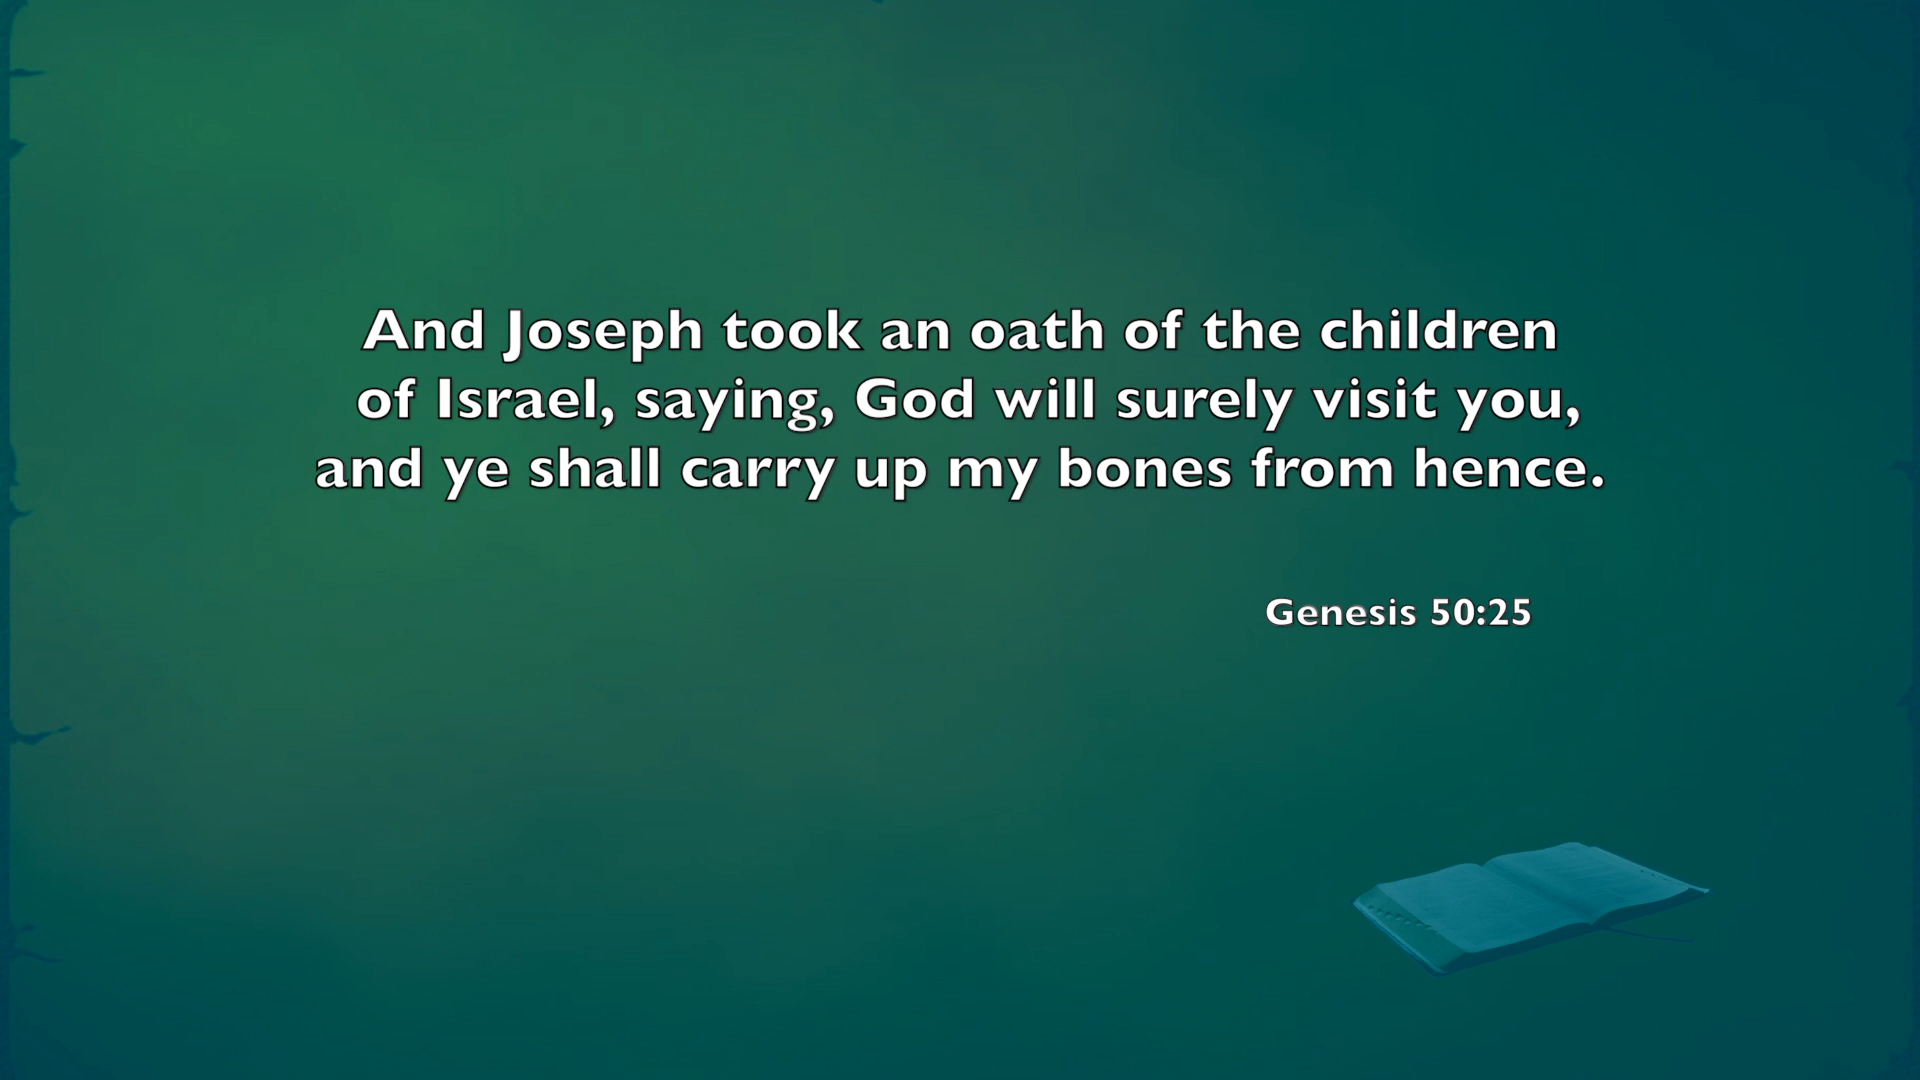 And Joseph took an oath of the children
of Israel, saying, God will surely visit you,
and ye shall carry up my bones from hence.
Genesis 50:25